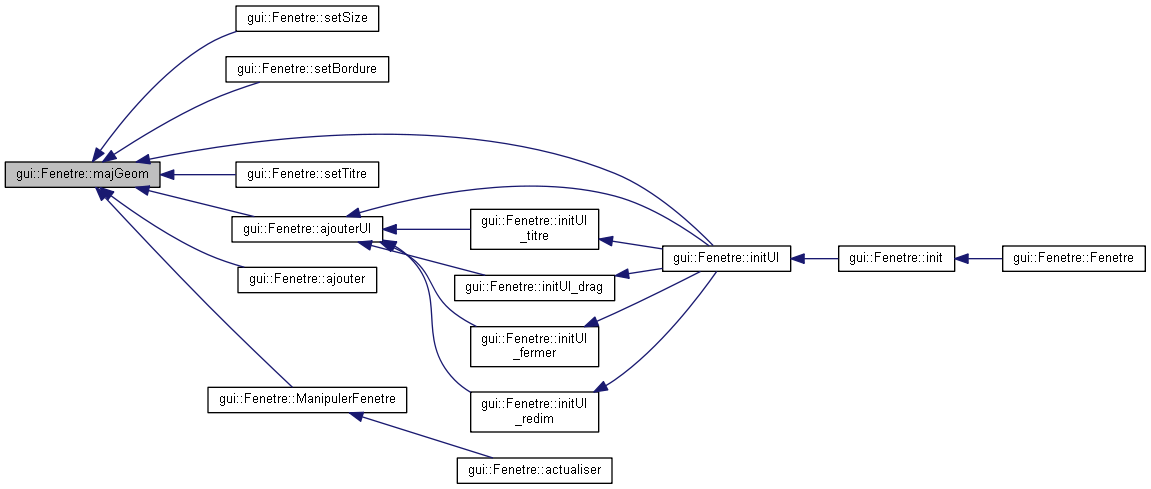 gui::Fenetre::setSize
gui::Fenetre::setBordure
gui::Fenetre::majGeom
gui::Fenetre::setTitre
gui::Fenetre::ajouterUI
gui::Fenetre::initUI
_titre
gui::Fenetre::initUI
gui::Fenetre::init
gui::Fenetre::Fenetre
gui::Fenetre::ajouter
gui::Fenetre::initUI_drag
gui::Fenetre::initUI
_fermer
gui::Fenetre::ManipulerFenetre
gui::Fenetre::initUI
_redim
gui::Fenetre::actualiser